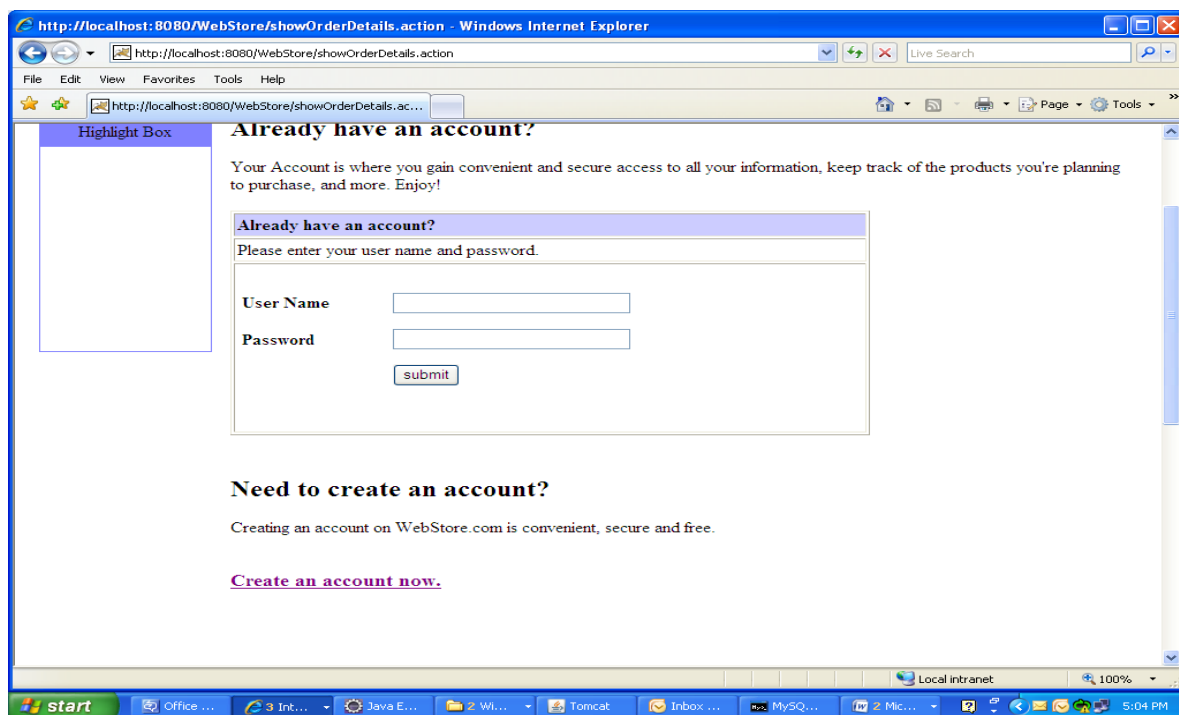 http://localhost:8080/WebStore/showOrderDetails.action - Windows Internet Explorer
http://localhost:8080/WebStore/showOrderDetails.action
Live Search
File Edit View Favorites Tools Help
http://localhost:8080/WebStore/showOrderDetails.ac...
Page Tools
Highlight Box
Already have an account?
Your Account is where you gain convenient and secure access to all your information, keep track of the products you're planning
to purchase, and more. Enjoy!
Already have an account?
Please enter your user name and password.
User Name
Password
submit
Need to create an account?
Creating an account on WebStore.com is convenient, secure and free.
Create an account now.
Local intranet
100%
start
Office ...
3 Int...
Java E...
2 Wi...
Tomcat
Inbox ...
MySQ...
2 Mic...
5:04 PM